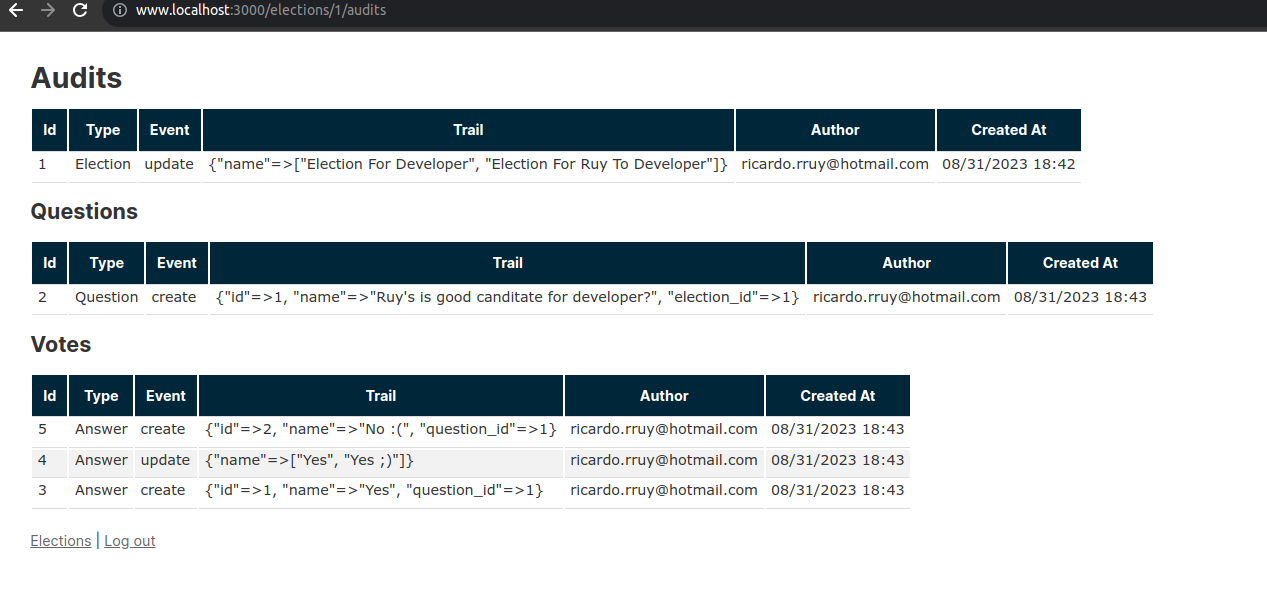 www.localhost:3000/elections/1/audits
Audits
Id Type Event Trail Author Created At
1 Election update {"name"=>["Election For Developer", "Election For Ruy To Developer"]} ricardo.rruy@hotmail.com 08/31/2023 18:42
Questions
Id Type Event Trail Author Created At
2 Question create {"id"=>1, "name"=>"Ruy's is good canditate for developer?", "election_id"=>1} ricardo.rruy@hotmail.com 08/31/2023 18:43
Votes
Id Type Event Trail Author Created At
5 Answer create {"id"=>2, "name"=>"No :(", "question_id"=>1} ricardo.rruy@hotmail.com 08/31/2023 18:43
4 Answer update {"name"=>["Yes", "Yes ;)"]} ricardo.rruy@hotmail.com 08/31/2023 18:43
3 Answer create {"id"=>1, "name"=>"Yes", "question_id"=>1} ricardo.rruy@hotmail.com 08/31/2023 18:43
Elections | Log out